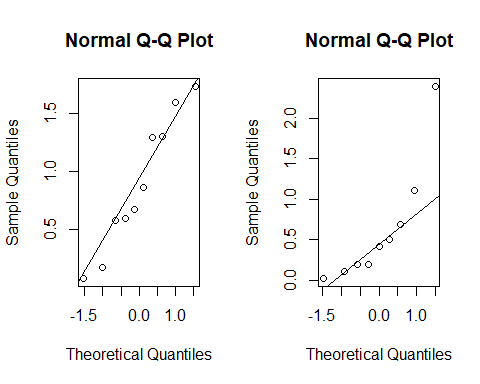 Normal Q-Q Plot
Sample Quantiles
0.5 1.0 1.5
-1.5 0.0 1.0
Theoretical Quantiles
Normal Q-Q Plot
Sample Quantiles
0.0 0.5 1.0 1.5 2.0
-1.5 0.0 1.0
Theoretical Quantiles